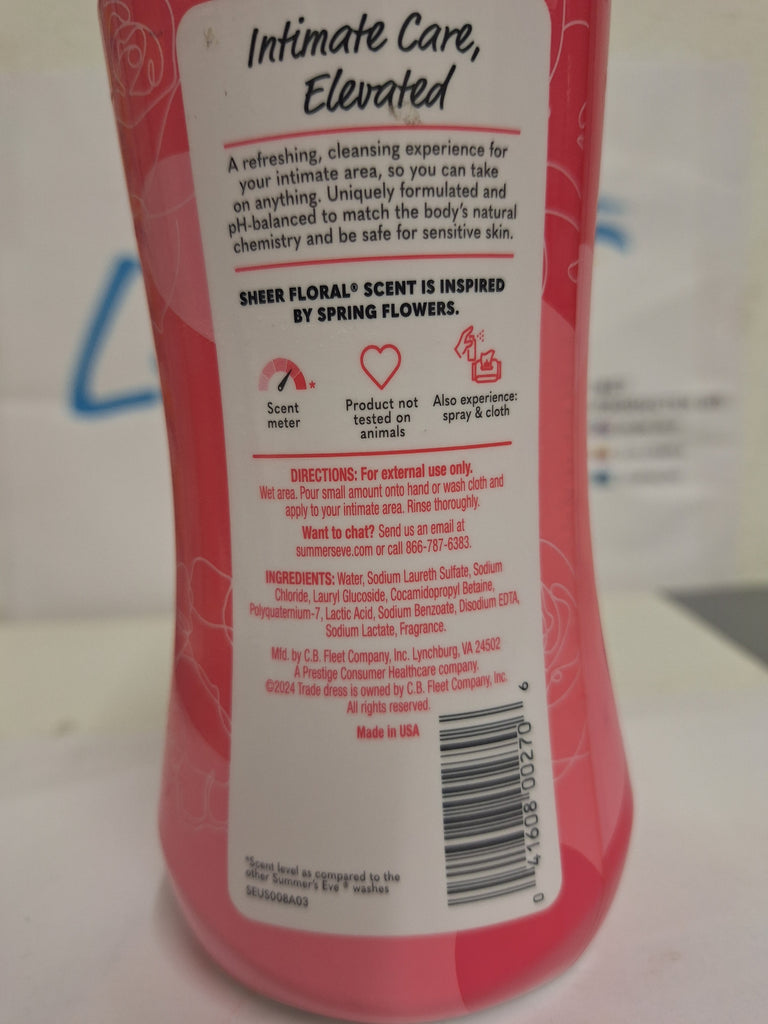 Intimate Care,
Elevated
A refreshing, cleansing experience for
your intimate area, so you can take
on anything. Uniquely formulated and
pH-balanced to match the body's natural
chemistry and be safe for sensitive skin.
SHEER FLORAL® SCENT IS INSPIRED
BY SPRING FLOWERS.
*
Scent
meter
Product not
tested on
animals
Also experience:
spray & cloth
DIRECTIONS: For external use only.
Wet area. Pour small amount onto hand or wash cloth and
apply to your intimate area. Rinse thoroughly.
Want to chat? Send us an email at
summerseve.com or call 866-787-6383.
INGREDIENTS: Water, Sodium Laureth Sulfate, Sodium
Chloride, Lauryl Glucoside, Cocamidopropyl Betaine,
Polyquaternium-7, Lactic Acid, Sodium Benzoate, Disodium EDTA,
Sodium Lactate, Fragrance.
Mfd. by C.B. Fleet Company, Inc. Lynchburg, VA 24502
A Prestige Consumer Healthcare company.
©2024 Trade dress is owned by C.B. Fleet Company, Inc.
All rights reserved.
Made in USA
0 41608 00270 6
*Scent level as compared to the
other Summer's Eve® washes
SEUS008A03